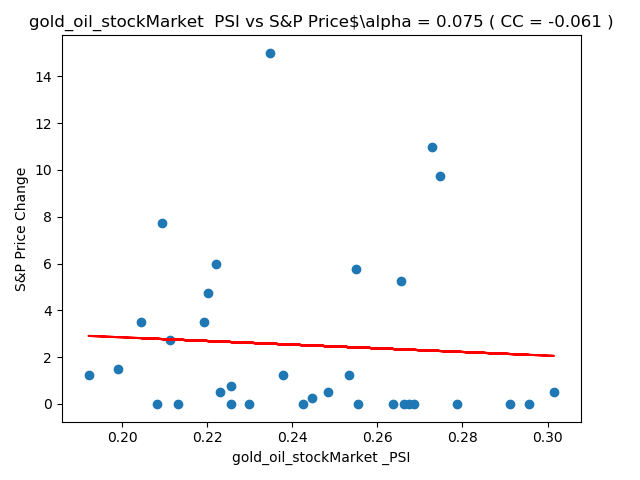 gold_oil_stockMarket  PSI vs S&P Price$\alpha = 0.075 ( CC = -0.061 )
14
12
10
8
6
4
2
0
S&P Price Change
0.20 0.22 0.24 0.26 0.28 0.30
gold_oil_stockMarket _PSI